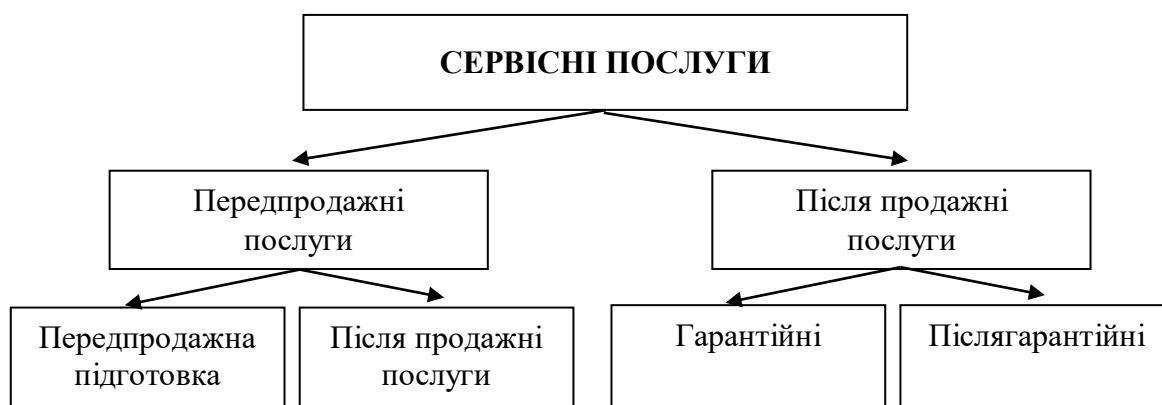 СЕРВІСНІ ПОСЛУГИ
Передпродажні
послуги
Після продажні
послуги
Передпродажна
підготовка
Після продажні
послуги
Гарантійні
Післягарантійні